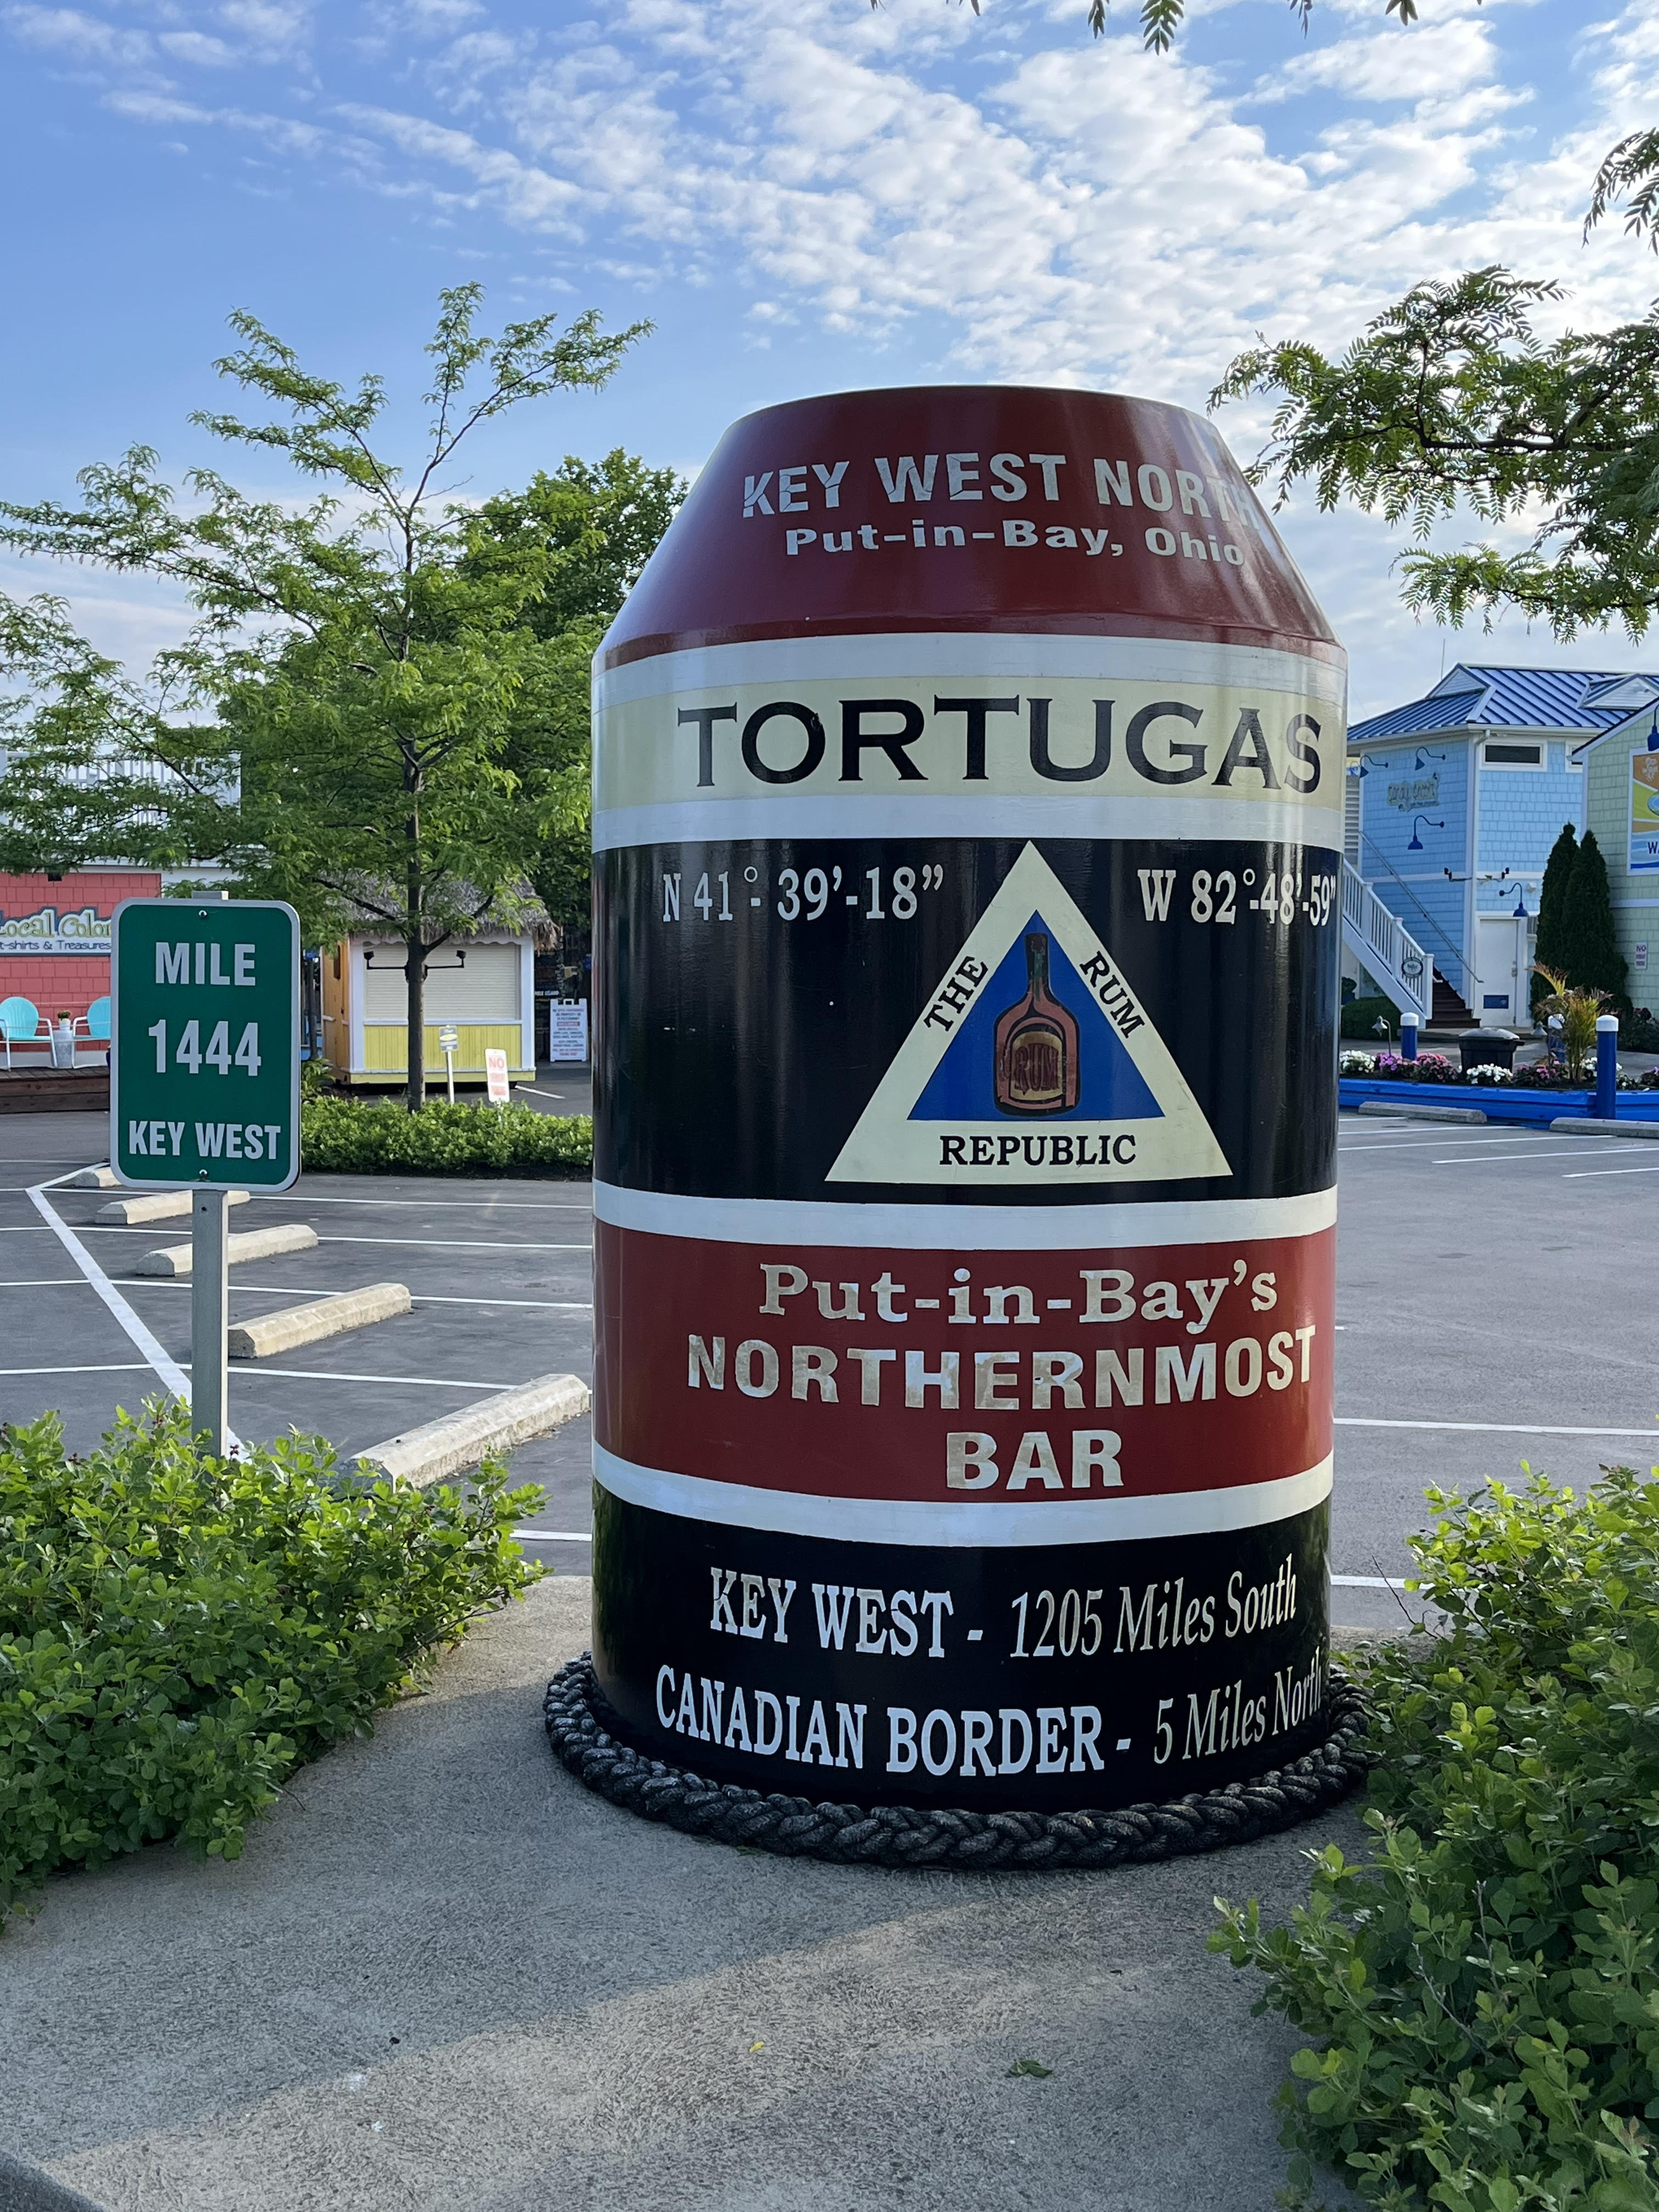 KEY WEST NORTH
Put-in-Bay, Ohio
TORTUGAS
N 41°- 39'-18"
W 82°-48'-59"
THE
RUM
RUM
REPUBLIC
Put-in-Bay's
NORTHERNMOST
BAR
KEY WEST - 1205 Miles South
CANADIAN BORDER - 5 Miles North
MILE
1444
KEY WEST
Local Color
t-shirts & Treasures
NO